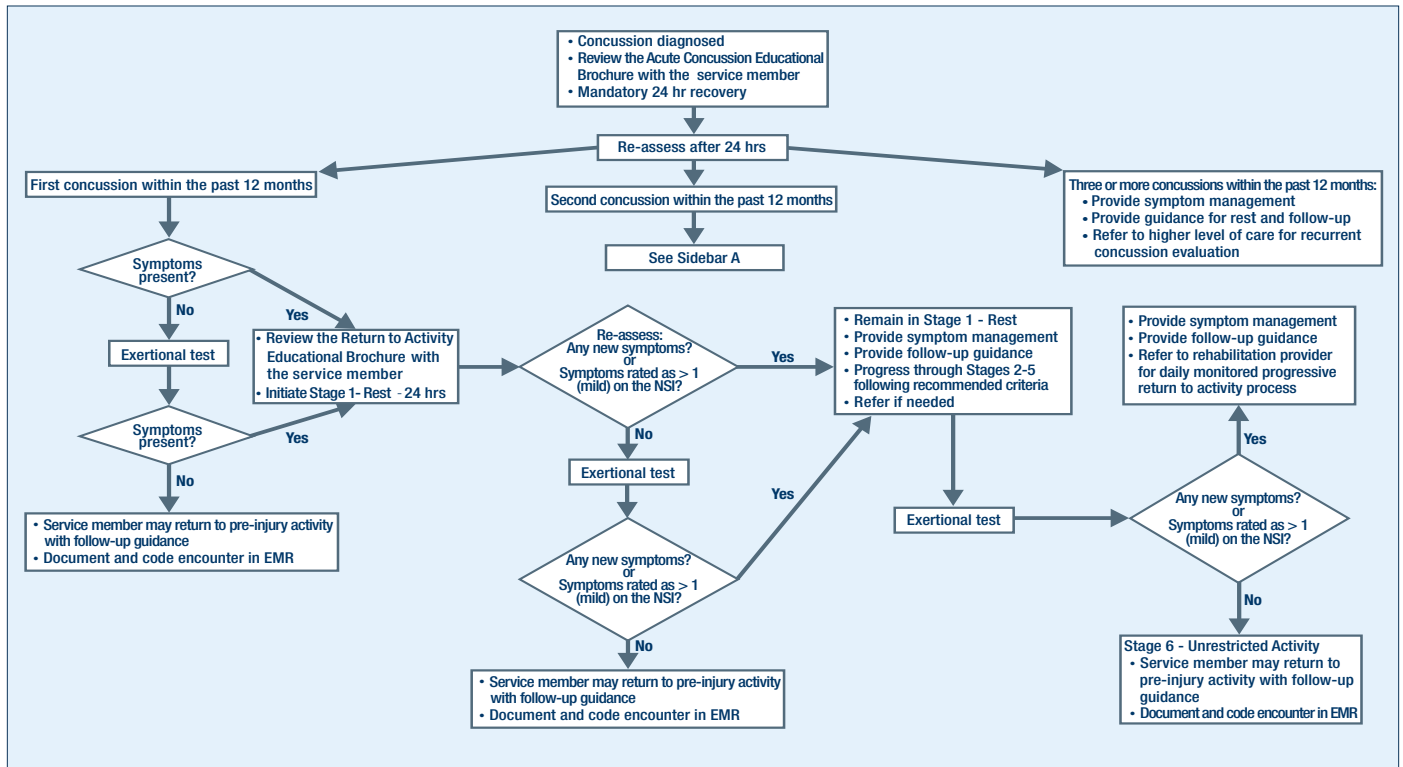 • Concussion diagnosed
• Review the Acute Concussion Educational
Brochure with the service member
• Mandatory 24 hr recovery
Re-assess after 24 hrs
First concussion within the past 12 months
Second concussion within the past 12 months
See Sidebar A
Three or more concussions within the past 12 months:
• Provide symptom management
• Provide guidance for rest and follow-up
• Refer to higher level of care for recurrent
concussion evaluation
Symptoms
present?
No
Yes
Exertional test
Symptoms
present?
Yes
No
• Service member may return to pre-injury activity
with follow-up guidance
• Document and code encounter in EMR
• Review the Return to Activity
Educational Brochure with
the service member
• Initiate Stage 1- Rest - 24 hrs
Re-assess:
Any new symptoms?
or
Symptoms rated as > 1
(mild) on the NSI?
Yes
No
Exertional test
Any new symptoms?
or
Symptoms rated as > 1
(mild) on the NSI?
Yes
No
• Service member may return to pre-injury activity
with follow-up guidance
• Document and code encounter in EMR
• Remain in Stage 1 - Rest
• Provide symptom management
• Provide follow-up guidance
• Progress through Stages 2-5
following recommended criteria
• Refer if needed
Exertional test
Any new symptoms?
or
Symptoms rated as > 1
(mild) on the NSI?
Yes
• Provide symptom management
• Provide follow-up guidance
• Refer to rehabilitation provider
for daily monitored progressive
return to activity process
No
Stage 6 - Unrestricted Activity
• Service member may return to
pre-injury activity with follow-up
guidance
• Document and code encounter in EMR